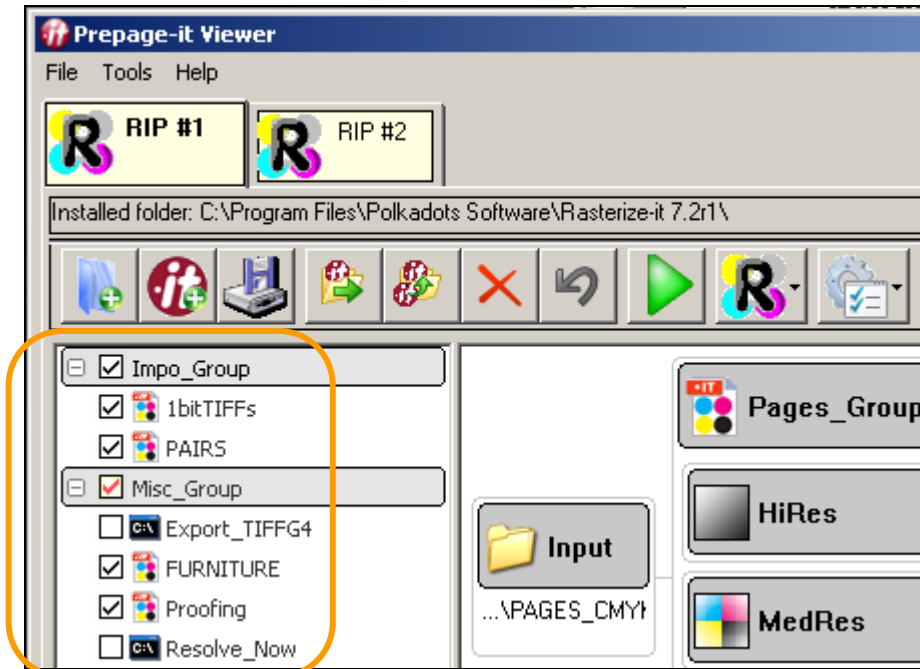 Prepage-it Viewer
File Tools Help
RIP #1
RIP #2
Installed folder: C:\Program Files\Polkadots Software\Rasterize-it 7.2r1\
Impo_Group
1bitTIFFs
PAIRS
Misc_Group
Export_TIFFG4
FURNITURE
Proofing
Resolve_Now
Input
...\PAGES_CMYK
Pages_Group
HiRes
MedRes